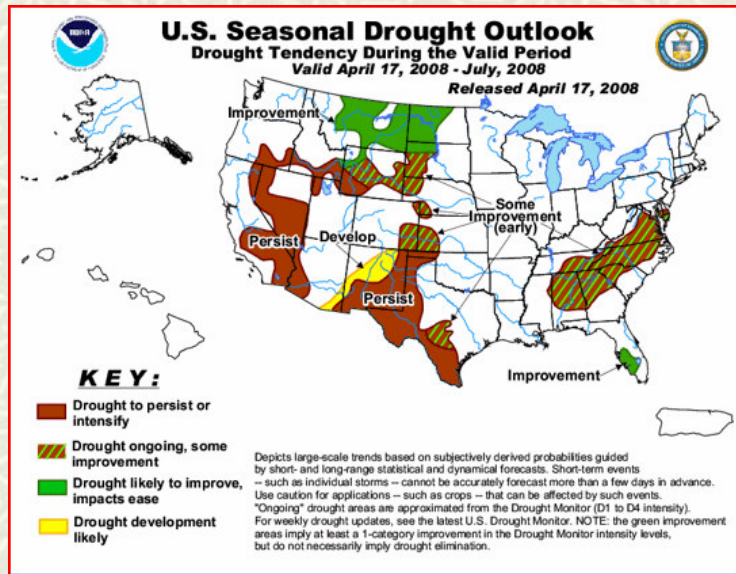 U.S. Seasonal Drought Outlook
Drought Tendency During the Valid Period
Valid April 17, 2008 - July, 2008
Released April 17, 2008
Improvement
Some
Improvement
(early)
Persist
Develop
Persist
Improvement
KEY:
Drought to persist or
intensify
Drought ongoing, some
improvement
Drought likely to improve,
impacts ease
Drought development
likely
Depicts large-scale trends based on subjectively derived probabilities guided
by short- and long-range statistical and dynamical forecasts. Short-term events
-- such as individual storms -- cannot be accurately forecast more than a few days in advance.
Use caution for applications -- such as crops -- that can be affected by such events.
"Ongoing" drought areas are approximated from the Drought Monitor (D1 to D4 intensity).
For weekly drought updates, see the latest U.S. Drought Monitor. NOTE: the green improvement
areas imply at least a 1-category improvement in the Drought Monitor intensity levels,
but do not necessarily imply drought elimination.